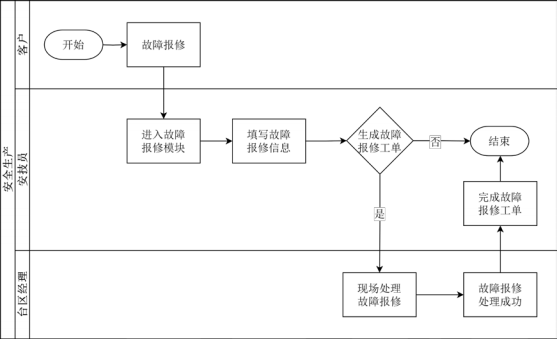 安全生产
客户
开始
故障报修
安技员
进入故障
报修模块
填写故障
报修信息
生成故障
报修工单
否
结束
是
完成故障
报修工单
台区经理
现场处理
故障报修
故障报修
处理成功